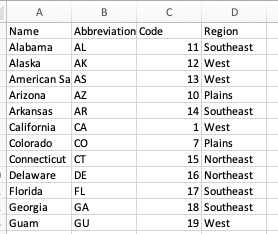 A B C D
Name Abbreviation Code Region
Alabama AL 11 Southeast
Alaska AK 12 West
American Sa AS 13 West
Arizona AZ 10 Plains
Arkansas AR 14 Southeast
California CA 1 West
Colorado CO 7 Plains
Connecticut CT 15 Northeast
Delaware DE 16 Northeast
Florida FL 17 Southeast
Georgia GA 18 Southeast
Guam GU 19 West